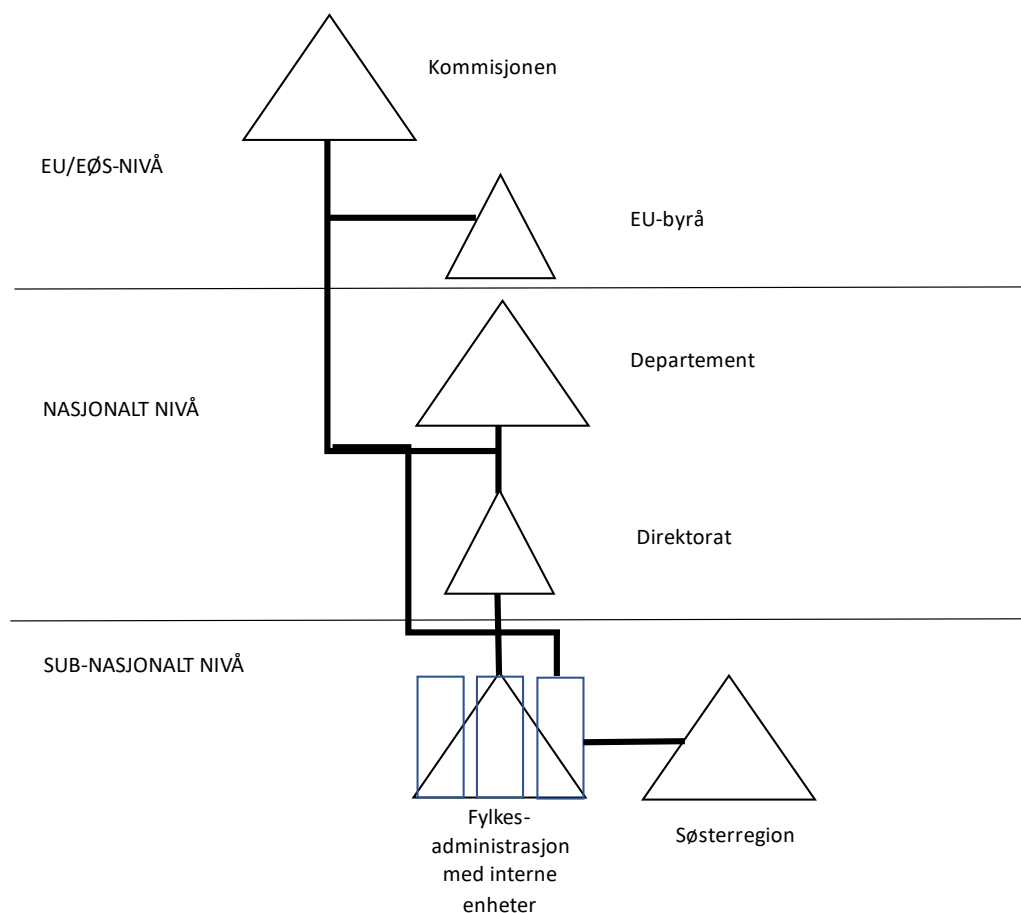 Kommisjonen
EU/EØS-NIVÅ
EU-byrå
Departement
NASJONALT NIVÅ
Direktorat
SUB-NASJONALT NIVÅ
Fylkes-
administrasjon
med interne
enheter
Søsterregion